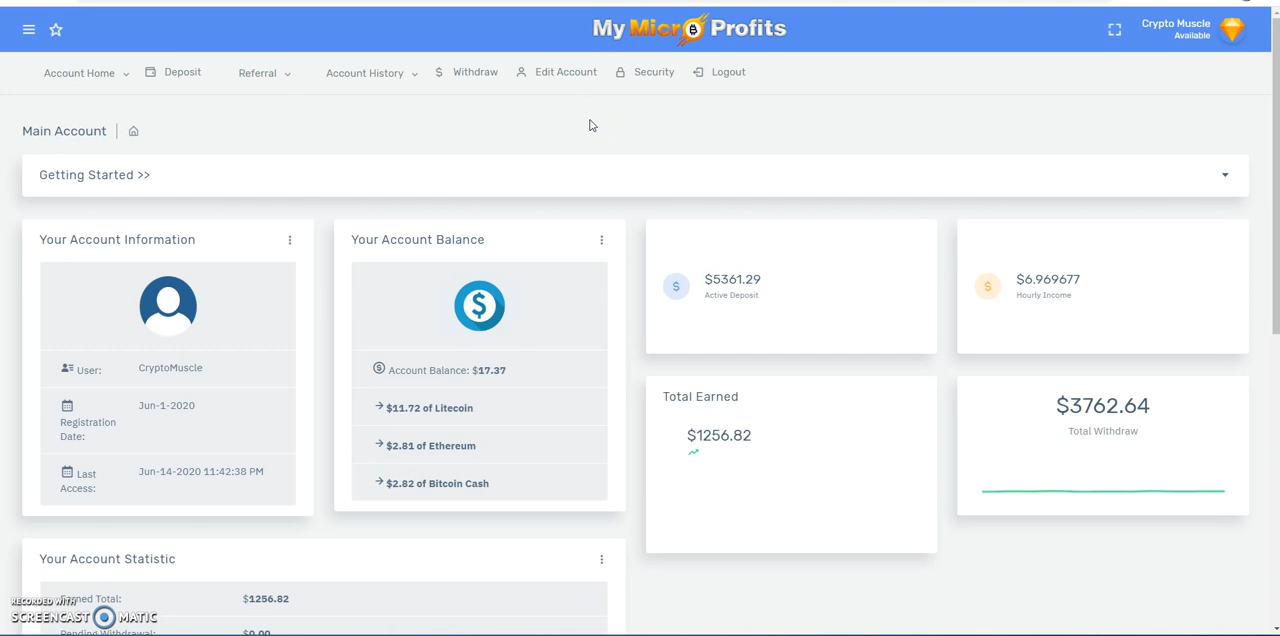 My Micro Profits
Crypto Muscle
Available
Account Home
Deposit
Referral
Account History
Withdraw
Edit Account
Security
Logout
Main Account
Getting Started >>
Your Account Information
User: CryptoMuscle
Registration Date: Jun-1-2020
Last Access: Jun-14-2020 11:42:38 PM
Your Account Balance
Account Balance: $17.37
$11.72 of Litecoin
$2.81 of Ethereum
$2.82 of Bitcoin Cash
$5361.29
Active Deposit
$6.969677
Hourly Income
Total Earned
$1256.82
$3762.64
Total Withdraw
Your Account Statistic
Earned Total: $1256.82
Pending Withdrawal: $0.00
RECORDED WITH
SCREENCAST MATIC